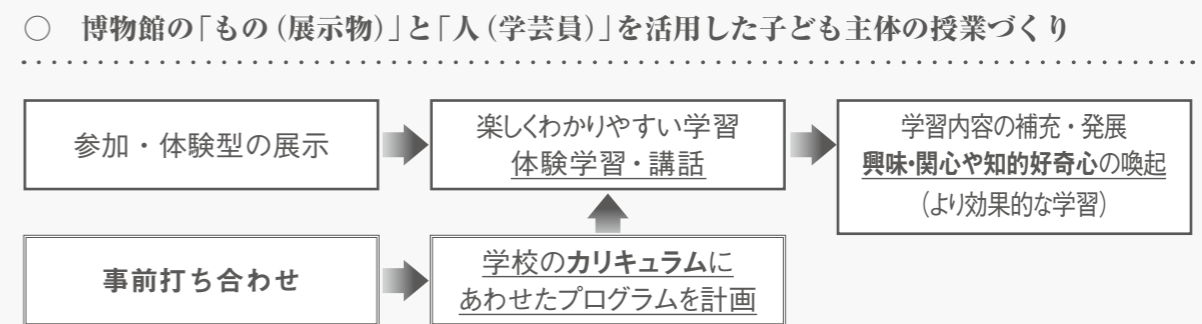 ○ 博物館の「もの(展示物)」と「人(学芸員)」を活用した子ども主体の授業づくり
参加・体験型の展示
楽しくわかりやすい学習
体験学習・講話
学習内容の補充・発展
興味・関心や知的好奇心の喚起
(より効果的な学習)
事前打ち合わせ
学校のカリキュラムに
あわせたプログラムを計画